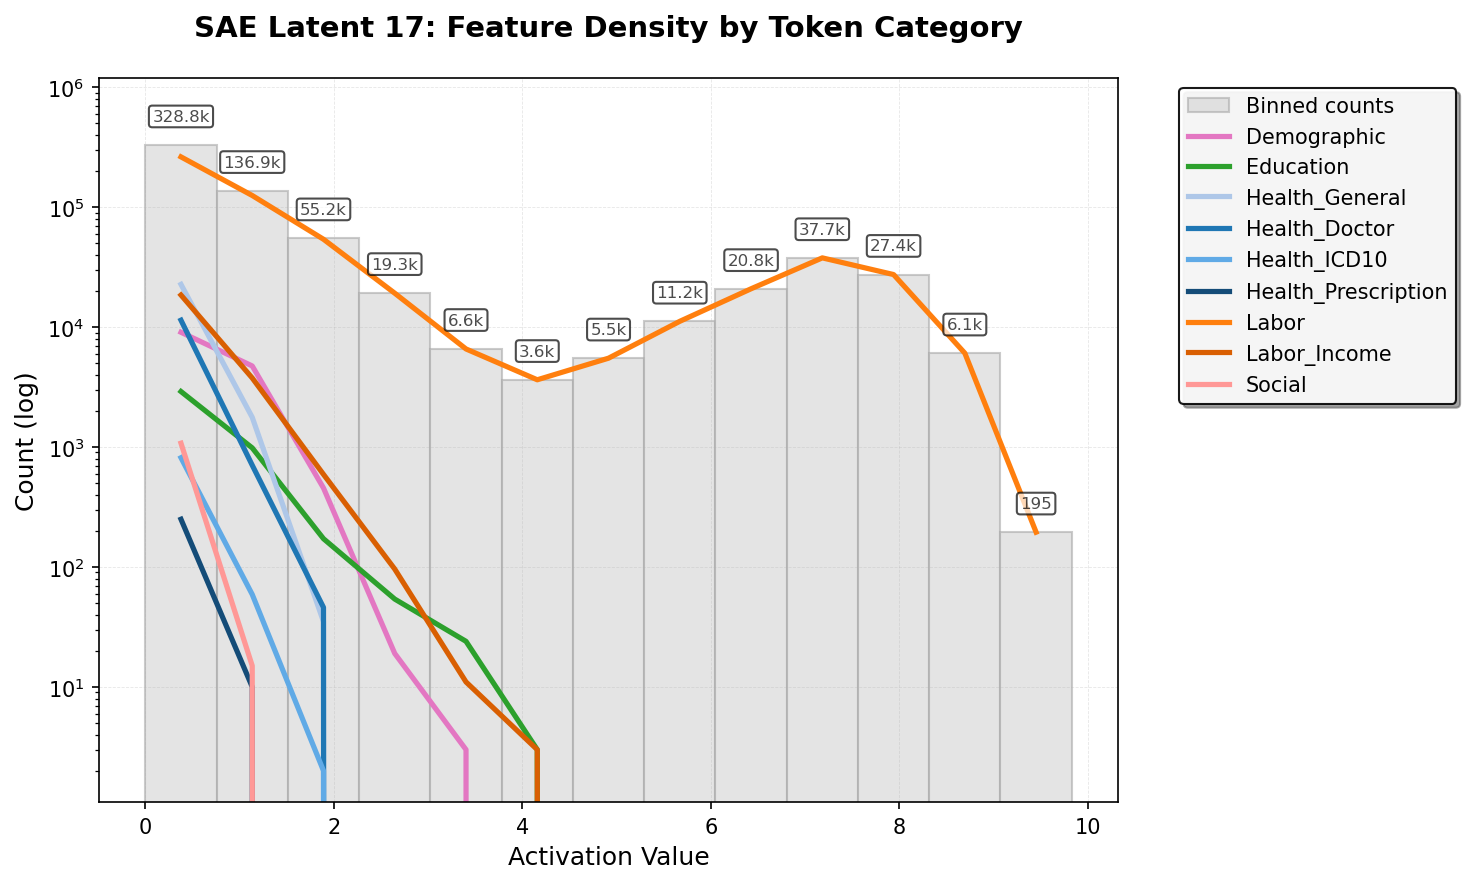 SAE Latent 17: Feature Density by Token Category
Count (log)
10⁶
10⁵
10⁴
10³
10²
10¹
328.8k
136.9k
55.2k
19.3k
6.6k
3.6k
5.5k
11.2k
20.8k
37.7k
27.4k
6.1k
195
0
2
4
6
8
10
Activation Value
Binned counts
Demographic
Education
Health_General
Health_Doctor
Health_ICD10
Health_Prescription
Labor
Labor_Income
Social